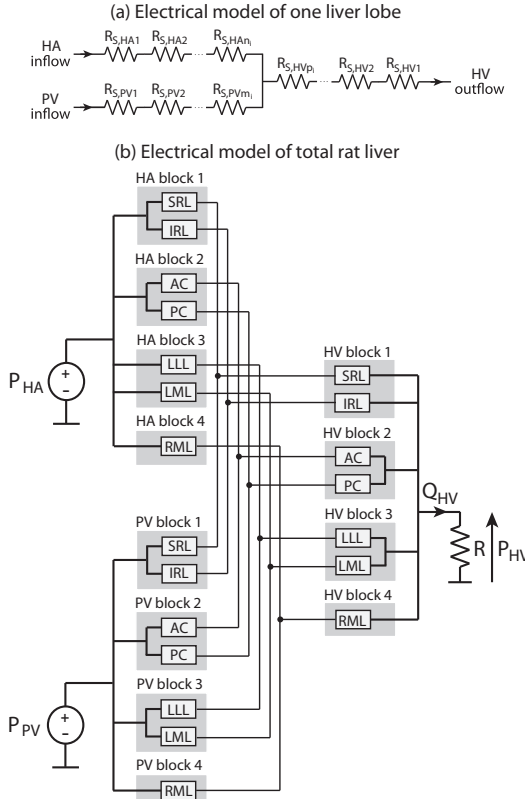 (a) Electrical model of one liver lobe
HA inflow
R_S,HA1 R_S,HA2 ... R_S,HAn_i
R_S,HVp_i ... R_S,HV2 R_S,HV1
HV outflow
PV inflow
R_S,PV1 R_S,PV2 ... R_S,PVm_i
(b) Electrical model of total rat liver
HA block 1
SRL
IRL
HA block 2
AC
PC
HA block 3
LLL
LML
HA block 4
RML
P_HA
+
-
PV block 1
SRL
IRL
PV block 2
AC
PC
PV block 3
LLL
LML
PV block 4
RML
P_PV
+
-
HV block 1
SRL
IRL
HV block 2
AC
PC
HV block 3
LLL
LML
HV block 4
RML
Q_HV
R
P_HV